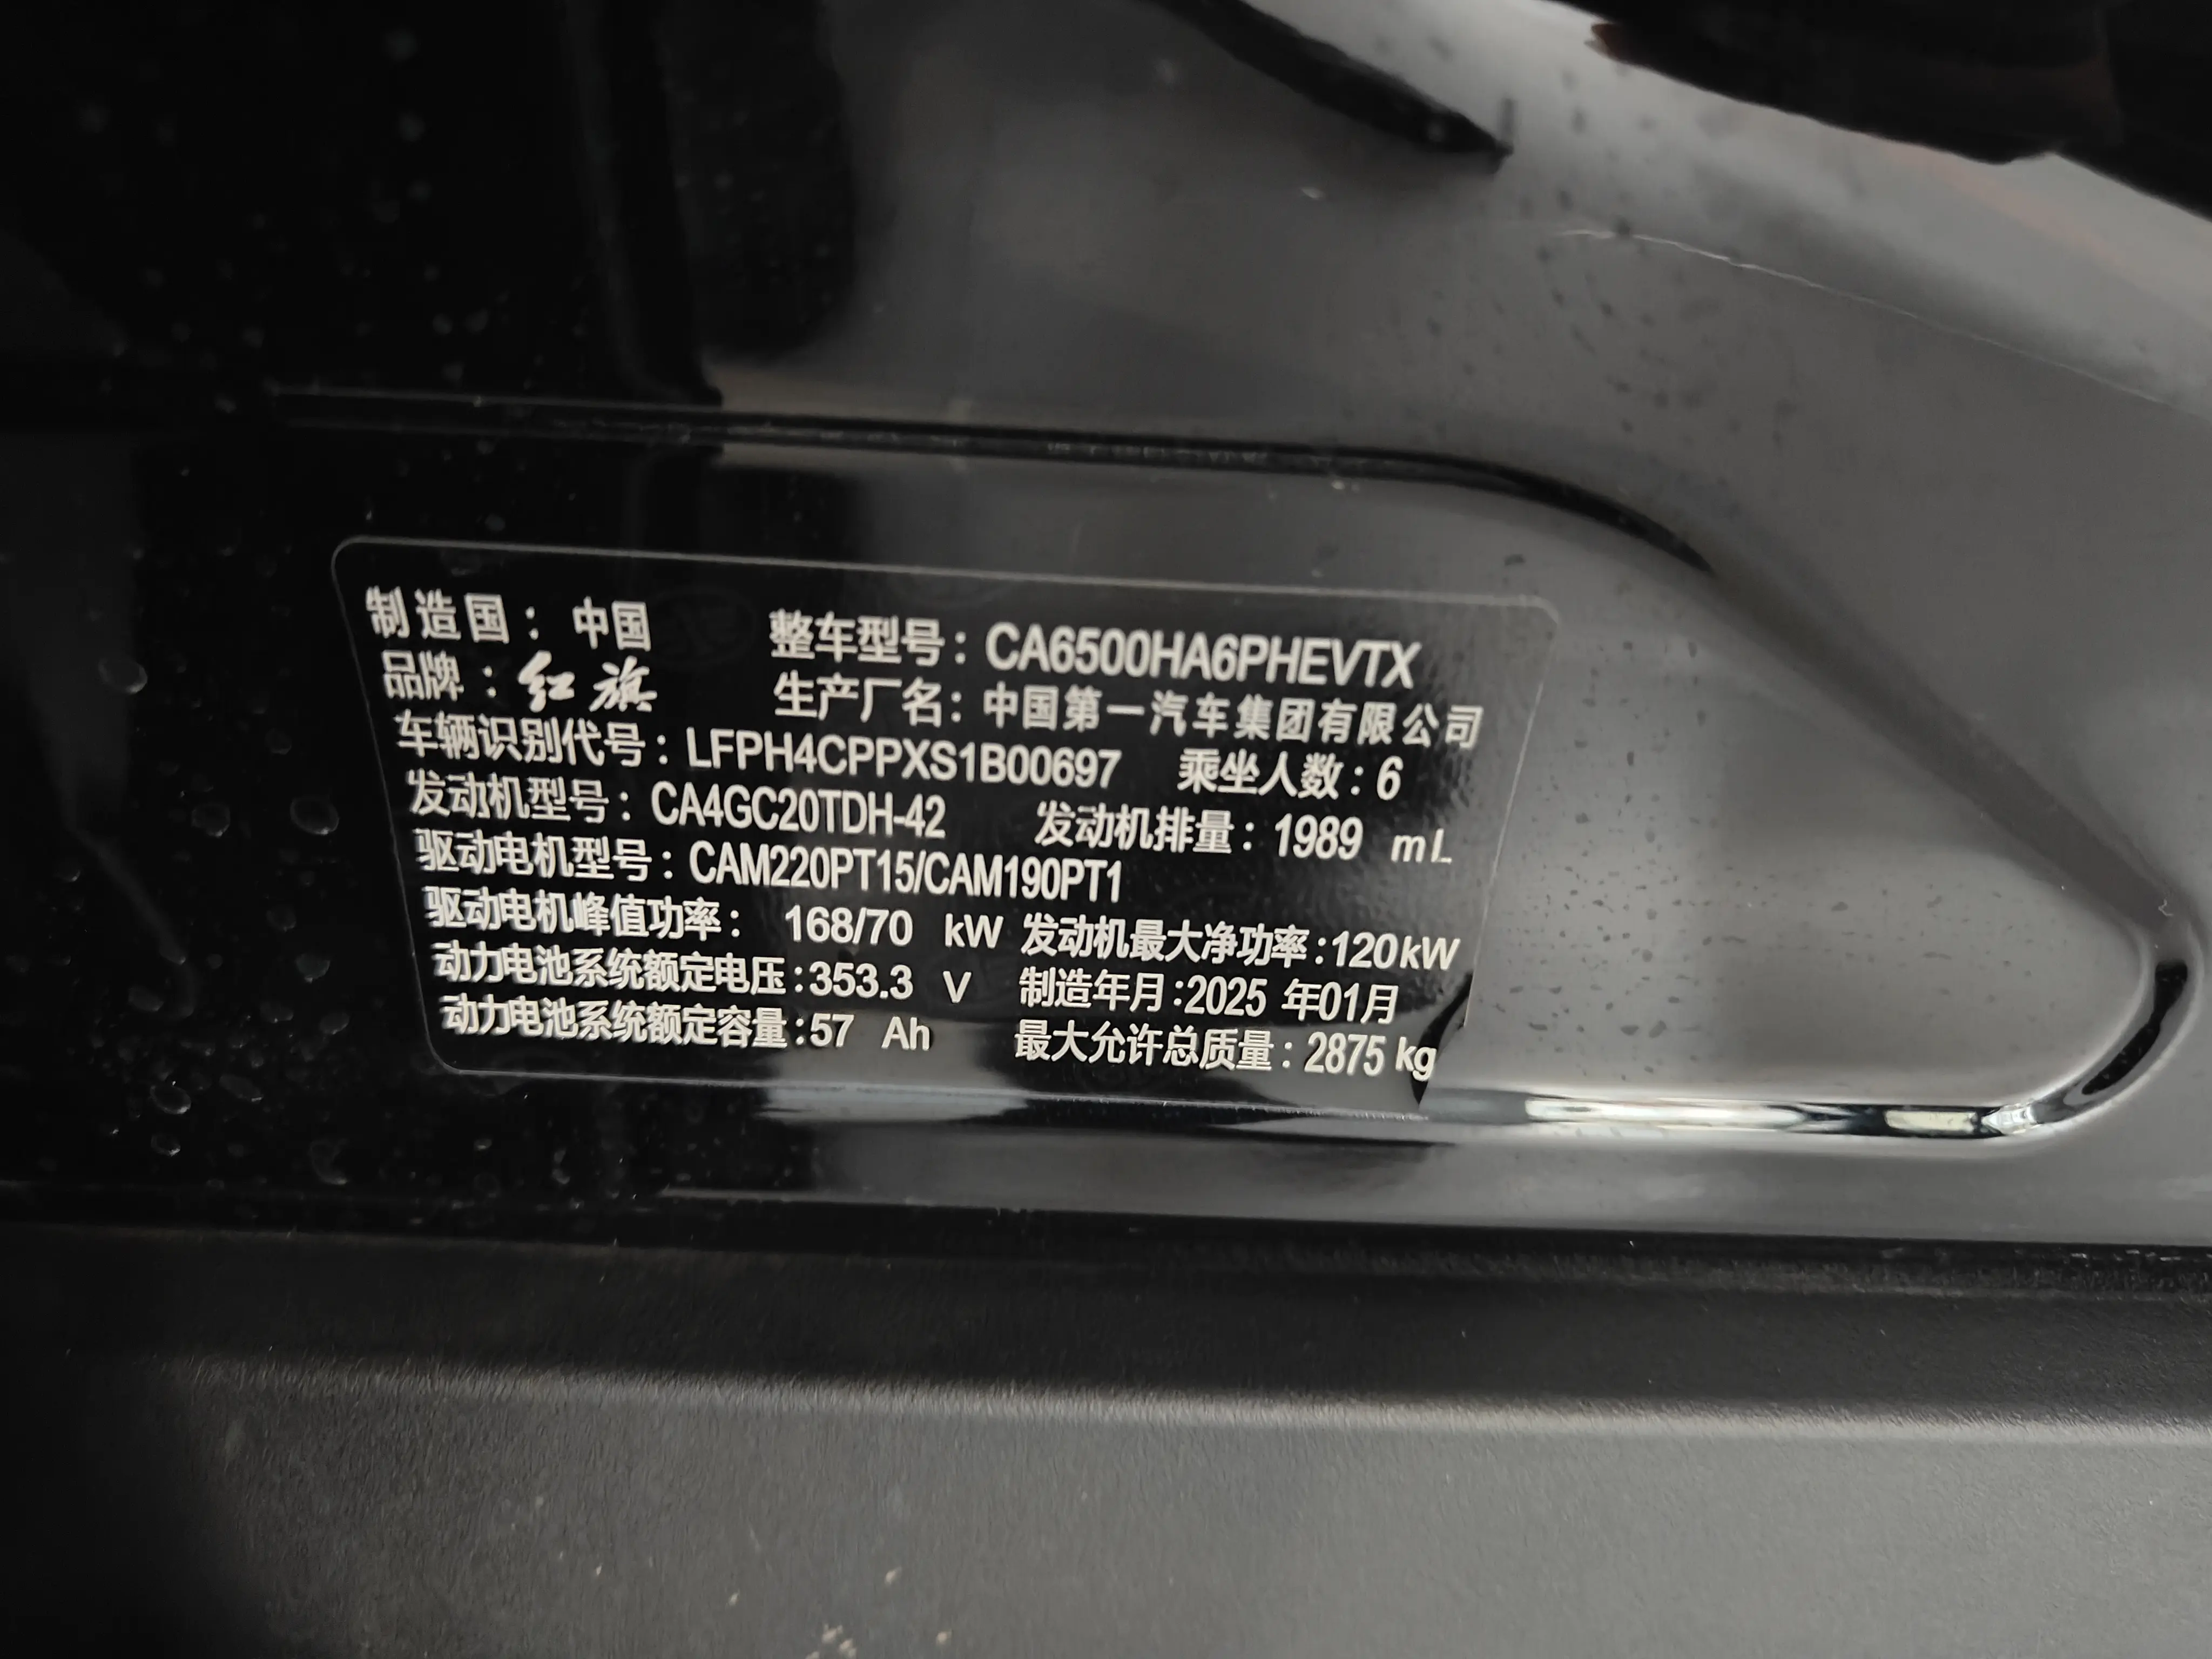 制造国：中国 整车型号：CA6500HA6PHEVTX
品牌：红旗 生产厂名：中国第一汽车集团有限公司
车辆识别代号：LFPH4CPPXS1B00697 乘坐人数：6
发动机型号：CA4GC20TDH-42 发动机排量：1989 mL
驱动电机型号：CAM220PT15/CAM190PT1
驱动电机峰值功率：168/70 kW 发动机最大净功率:120kW
动力电池系统额定电压:353.3 V 制造年月:2025 年01月
动力电池系统额定容量:57 Ah 最大允许总质量：2875 kg